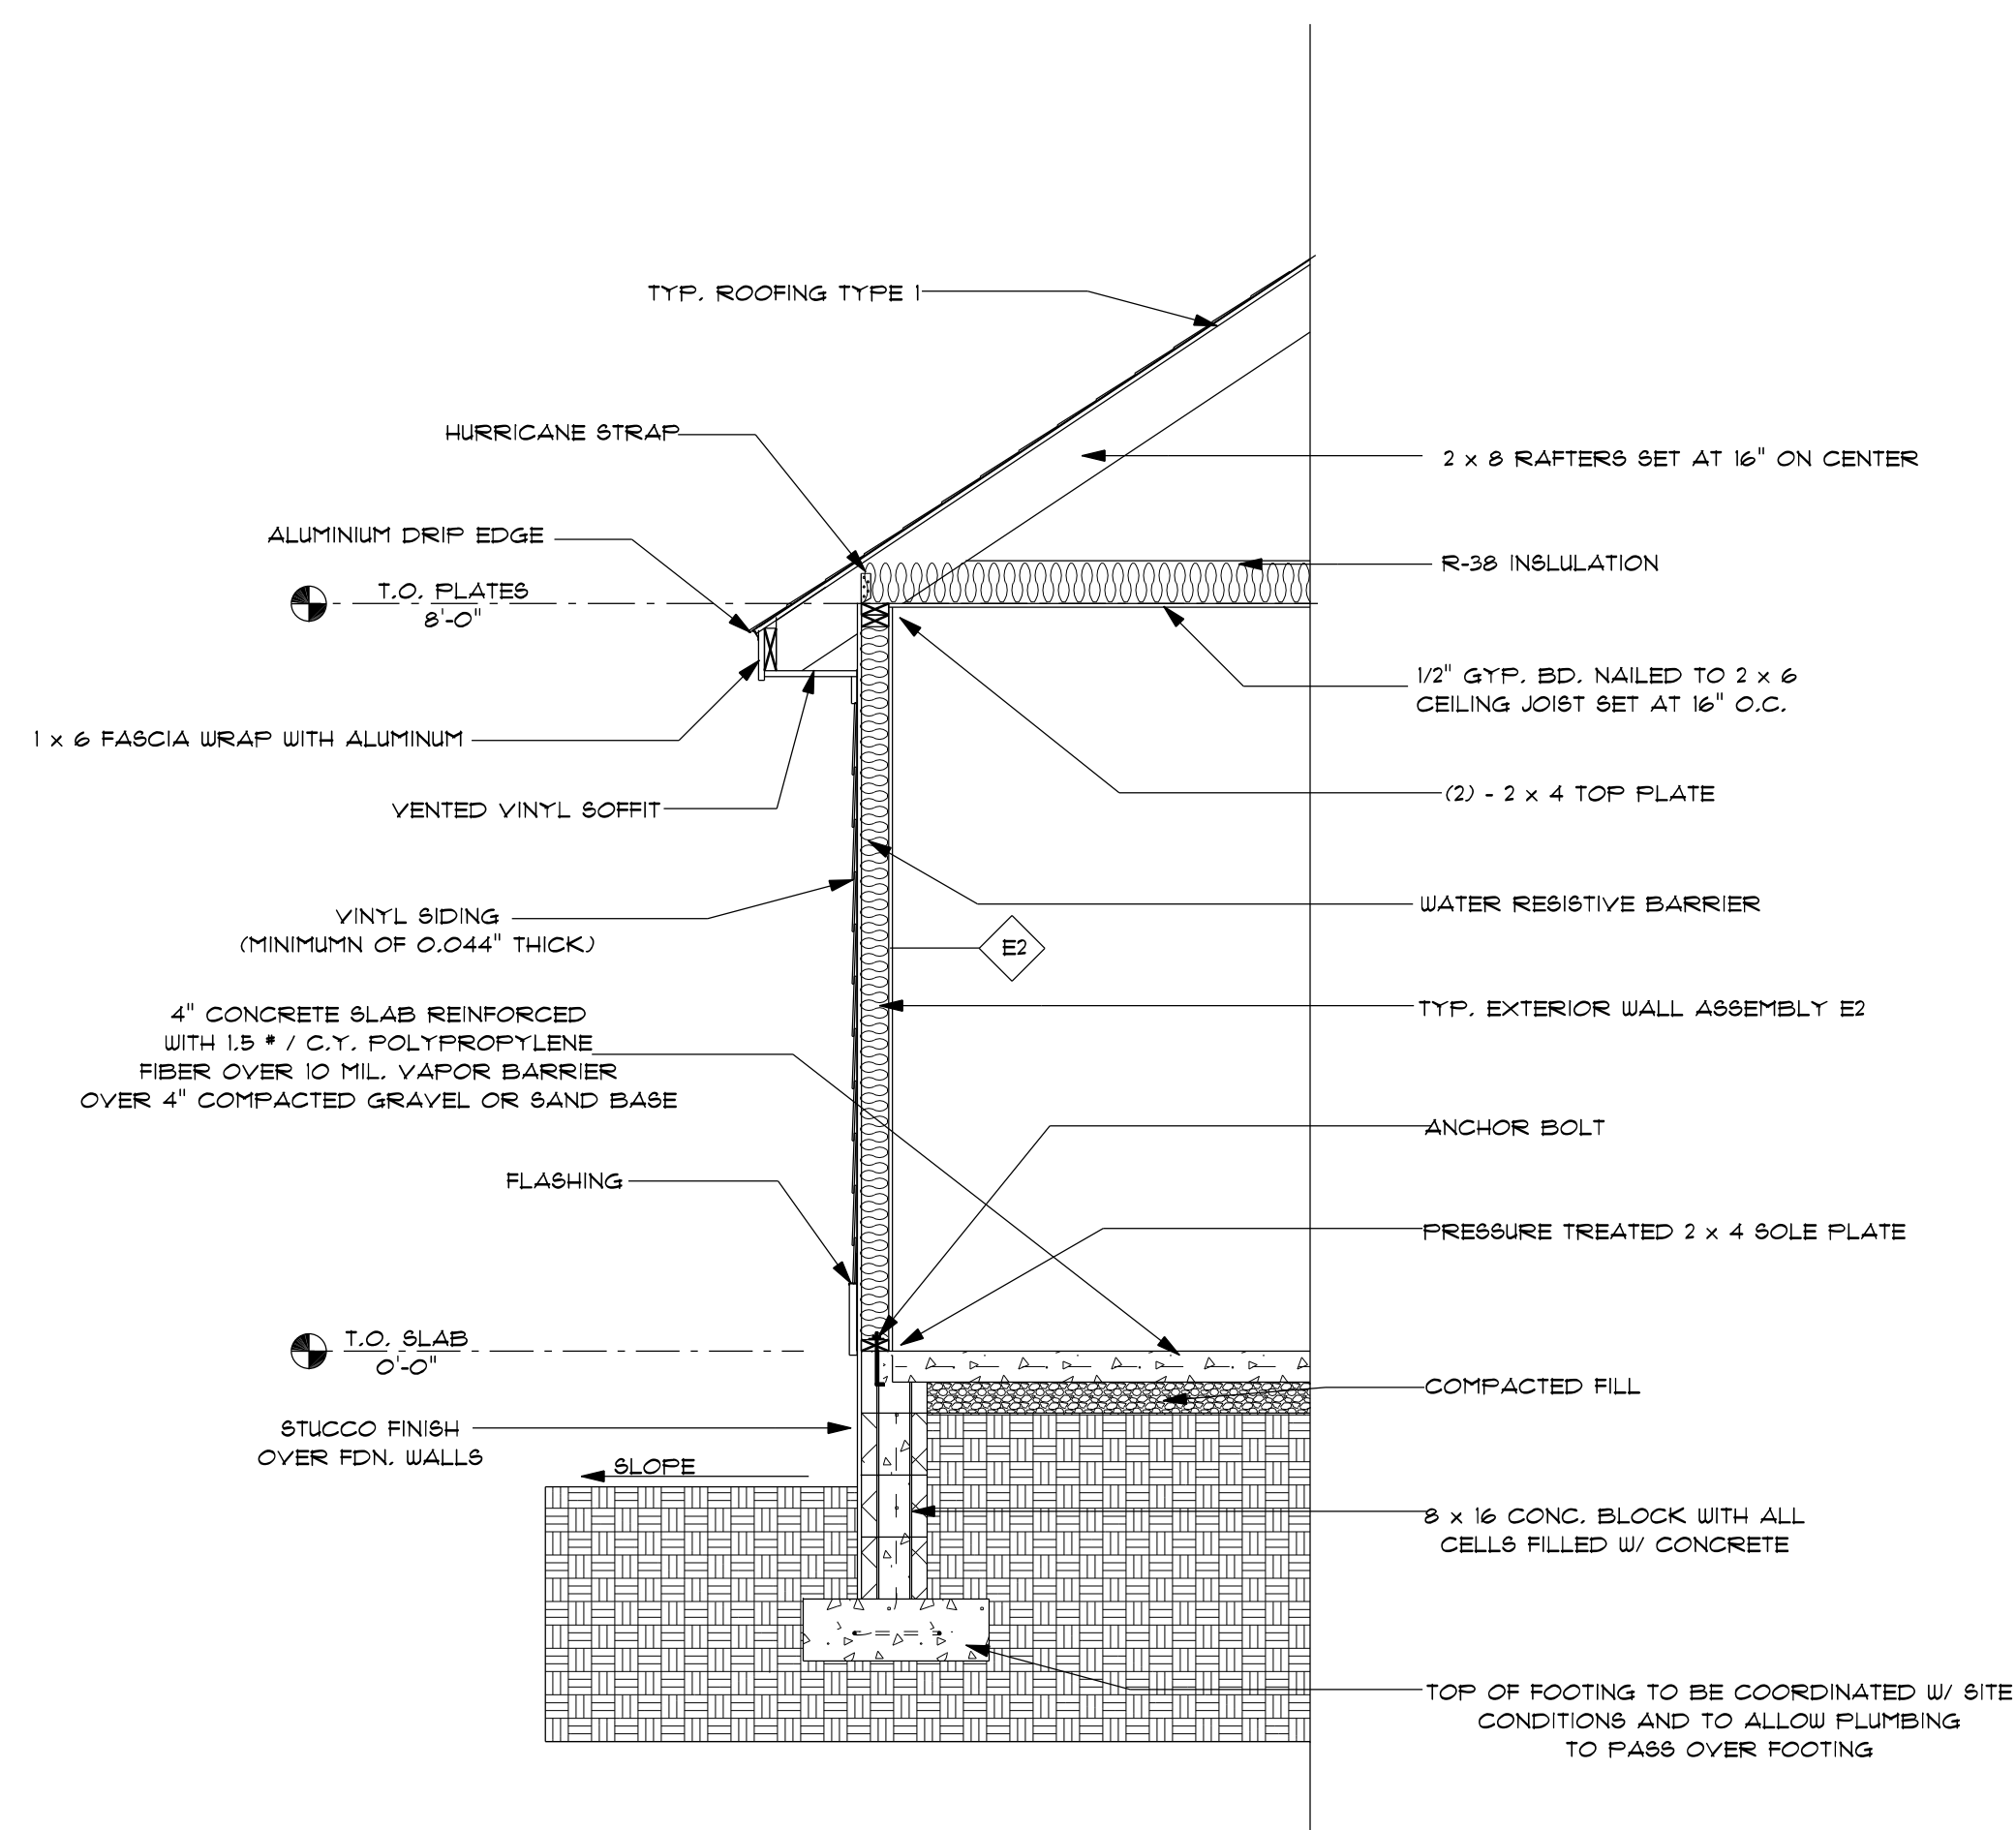 TYP. ROOFING TYPE 1
HURRICANE STRAP
2 x 8 RAFTERS SET AT 16" ON CENTER
ALUMINIUM DRIP EDGE
R-38 INSLULATION
T.O. PLATES
8'-0"
1/2" GYP. BD. NAILED TO 2 x 6
CEILING JOIST SET AT 16" O.C.
1 x 6 FASCIA WRAP WITH ALUMINUM
(2) - 2 x 4 TOP PLATE
VENTED VINYL SOFFIT
WATER RESISTIVE BARRIER
VINYL SIDING
(MINIMUMN OF 0.044" THICK)
E2
TYP. EXTERIOR WALL ASSEMBLY E2
4" CONCRETE SLAB REINFORCED
WITH 1.5 # / C.Y. POLYPROPYLENE
FIBER OVER 10 MIL. VAPOR BARRIER
OVER 4" COMPACTED GRAVEL OR SAND BASE
ANCHOR BOLT
FLASHING
PRESSURE TREATED 2 x 4 SOLE PLATE
T.O. SLAB
0'-0"
COMPACTED FILL
STUCCO FINISH
OVER FDN. WALLS
SLOPE
8 x 16 CONC. BLOCK WITH ALL
CELLS FILLED W/ CONCRETE
TOP OF FOOTING TO BE COORDINATED W/ SITE
CONDITIONS AND TO ALLOW PLUMBING
TO PASS OVER FOOTING